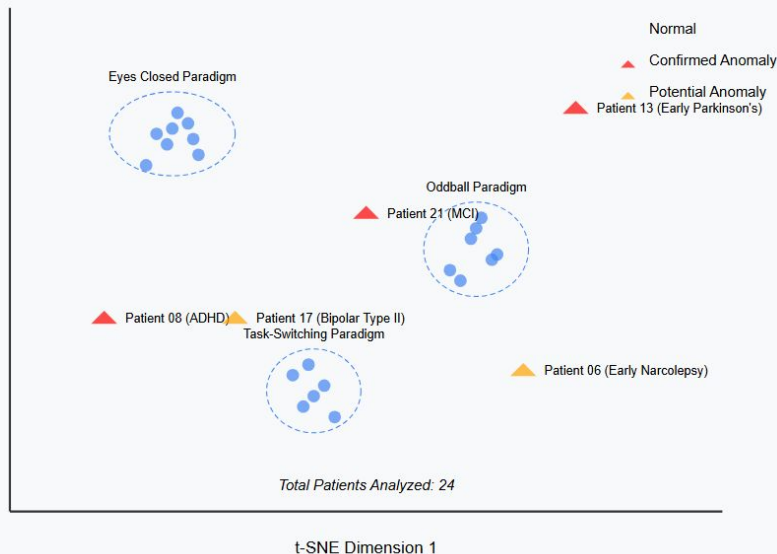 Normal
Eyes Closed Paradigm
Confirmed Anomaly
Potential Anomaly
Patient 13 (Early Parkinson's)
Oddball Paradigm
Patient 21 (MCI)
Patient 08 (ADHD)
Patient 17 (Bipolar Type II)
Task-Switching Paradigm
Patient 06 (Early Narcolepsy)
Total Patients Analyzed: 24
t-SNE Dimension 1